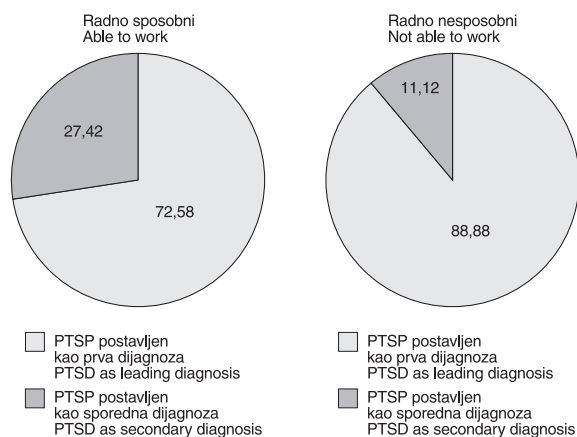 Radno sposobni
Able to work
27,42
72,58
PTSP postavljen
kao prva dijagnoza
PTSD as leading diagnosis
PTSP postavljen
kao sporedna dijagnoza
PTSD as secondary diagnosis
Radno nesposobni
Not able to work
11,12
88,88
PTSP postavljen
kao prva dijagnoza
PTSD as leading diagnosis
PTSP postavljen
kao sporedna dijagnoza
PTSD as secondary diagnosis